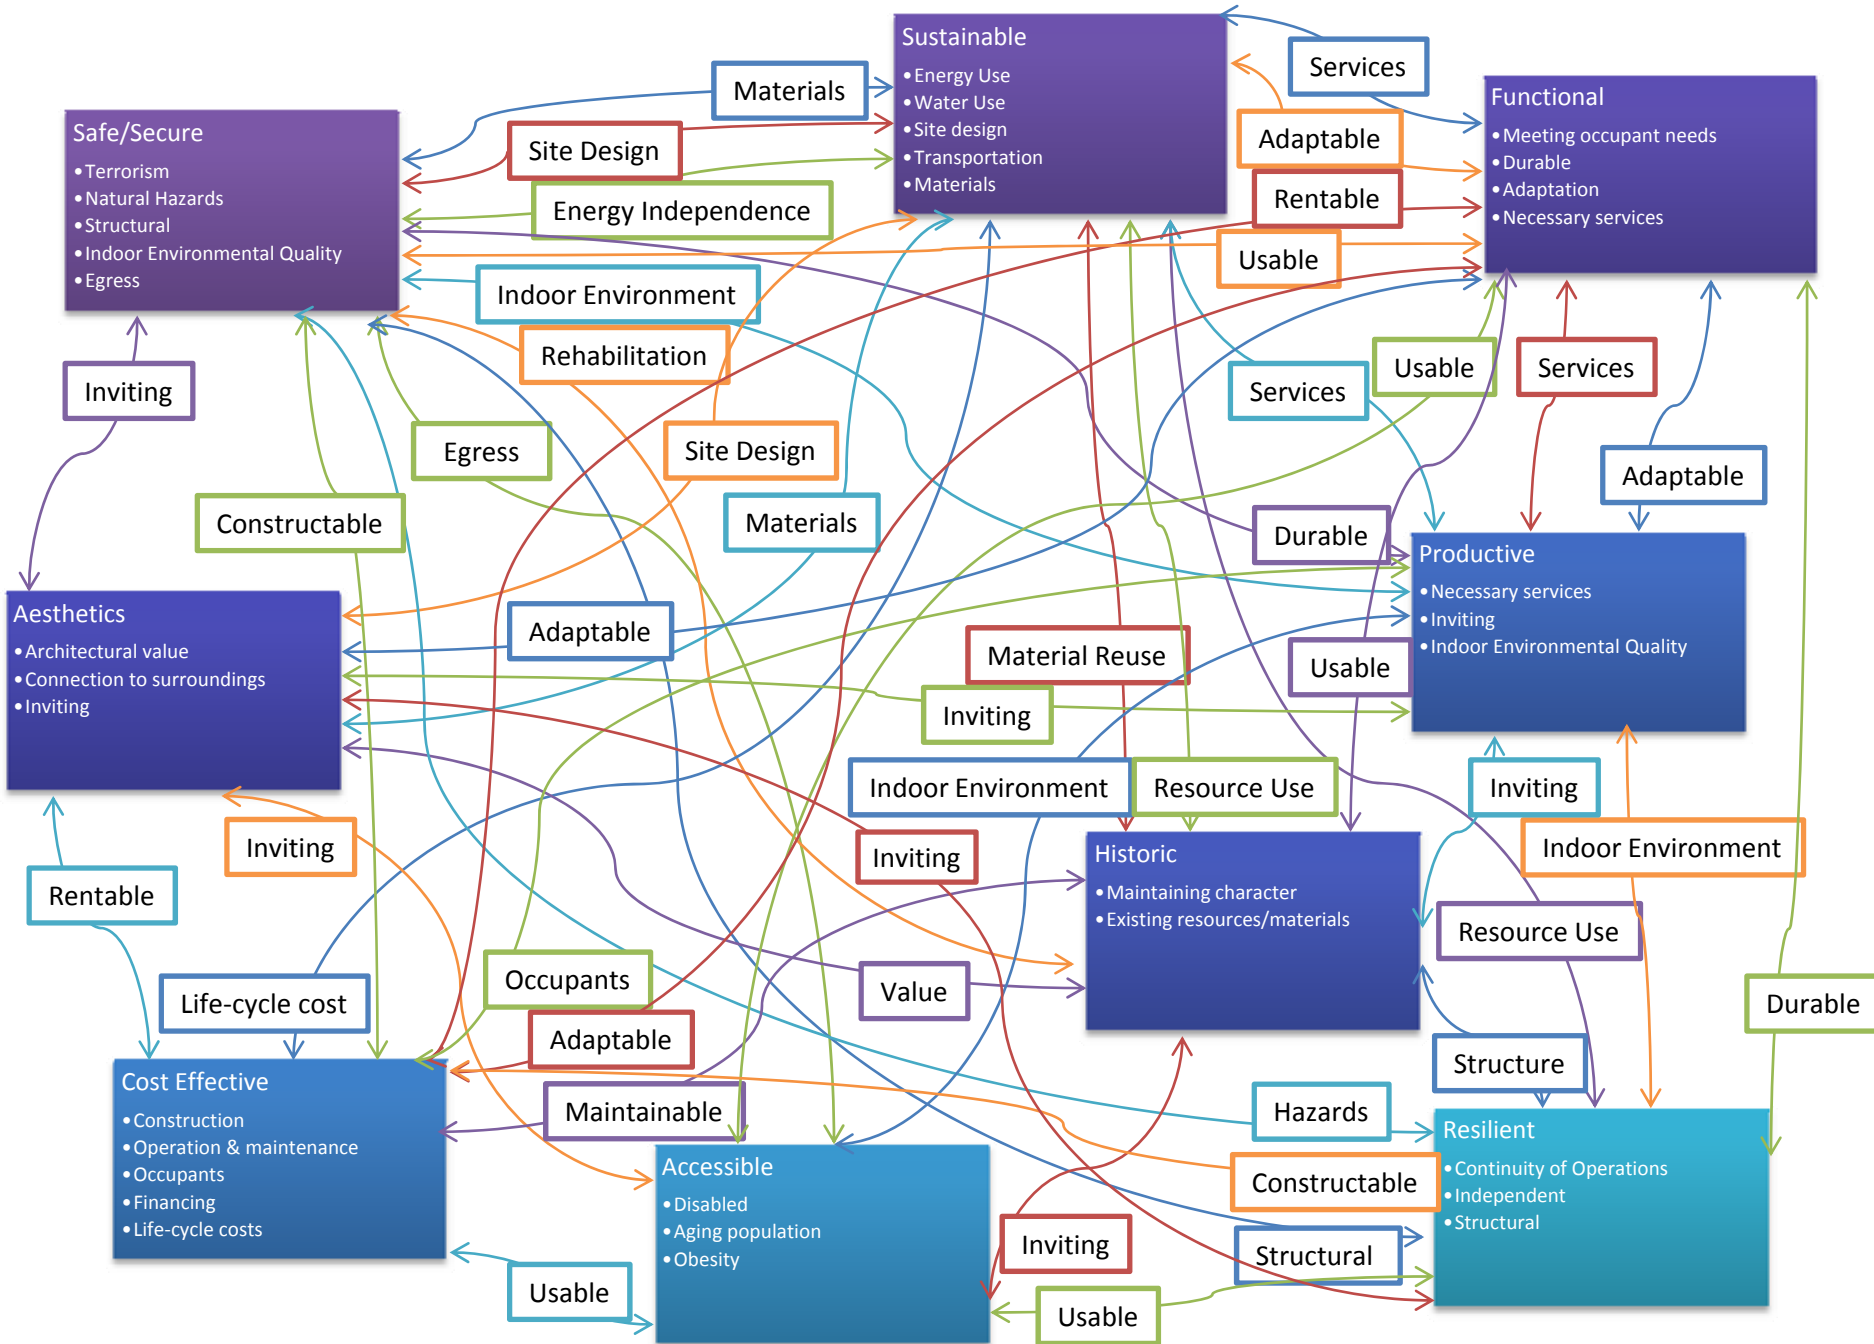 Sustainable
• Energy Use
• Water Use
• Site design
• Transportation
• Materials
Services
Materials
Functional
• Meeting occupant needs
• Durable
• Adaptation
• Necessary services
Safe/Secure
• Terrorism
• Natural Hazards
• Structural
• Indoor Environmental Quality
• Egress
Site Design
Adaptable
Energy Independence
Rentable
Usable
Indoor Environment
Rehabilitation
Inviting
Services
Usable
Services
Egress
Site Design
Adaptable
Constructable
Materials
Durable
Productive
• Necessary services
• Inviting
• Indoor Environmental Quality
Aesthetics
• Architectural value
• Connection to surroundings
• Inviting
Adaptable
Material Reuse
Usable
Inviting
Indoor Environment
Resource Use
Inviting
Inviting
Inviting
Indoor Environment
Historic
• Maintaining character
• Existing resources/materials
Rentable
Resource Use
Occupants
Value
Life-cycle cost
Durable
Adaptable
Structure
Cost Effective
• Construction
• Operation & maintenance
• Occupants
• Financing
• Life-cycle costs
Maintainable
Hazards
Resilient
• Continuity of Operations
• Independent
• Structural
Accessible
• Disabled
• Aging population
• Obesity
Constructable
Inviting
Structural
Usable
Usable